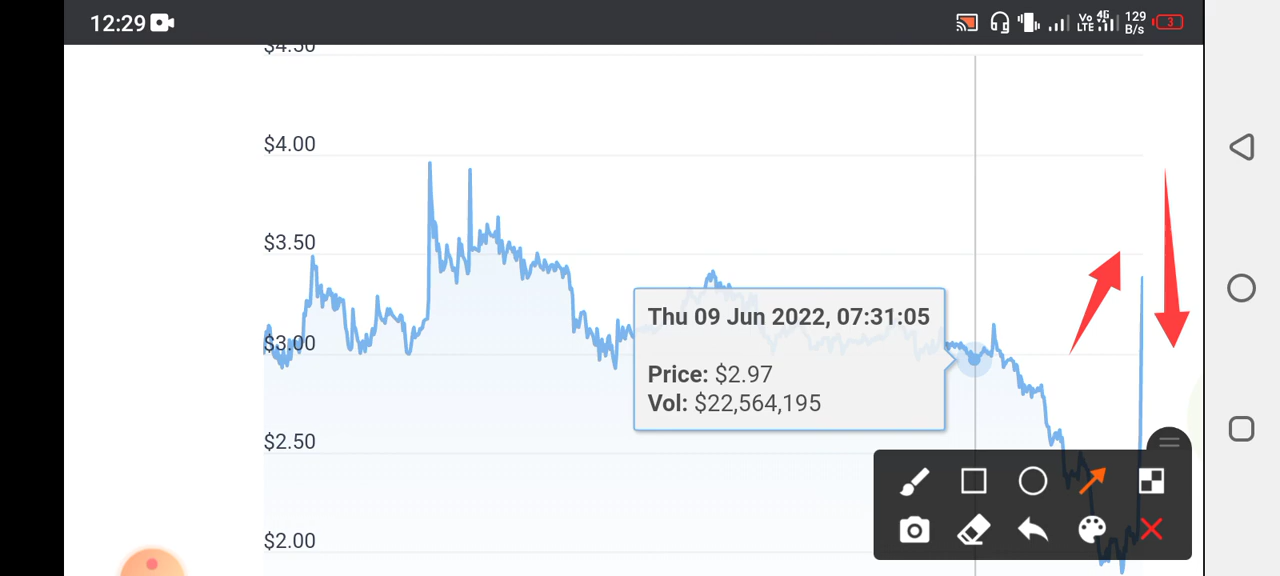 12:29
Vo LTE 4G 129 B/s 3
$4.50
$4.00
$3.50
$3.00
$2.50
$2.00
Thu 09 Jun 2022, 07:31:05
Price: $2.97
Vol: $22,564,195